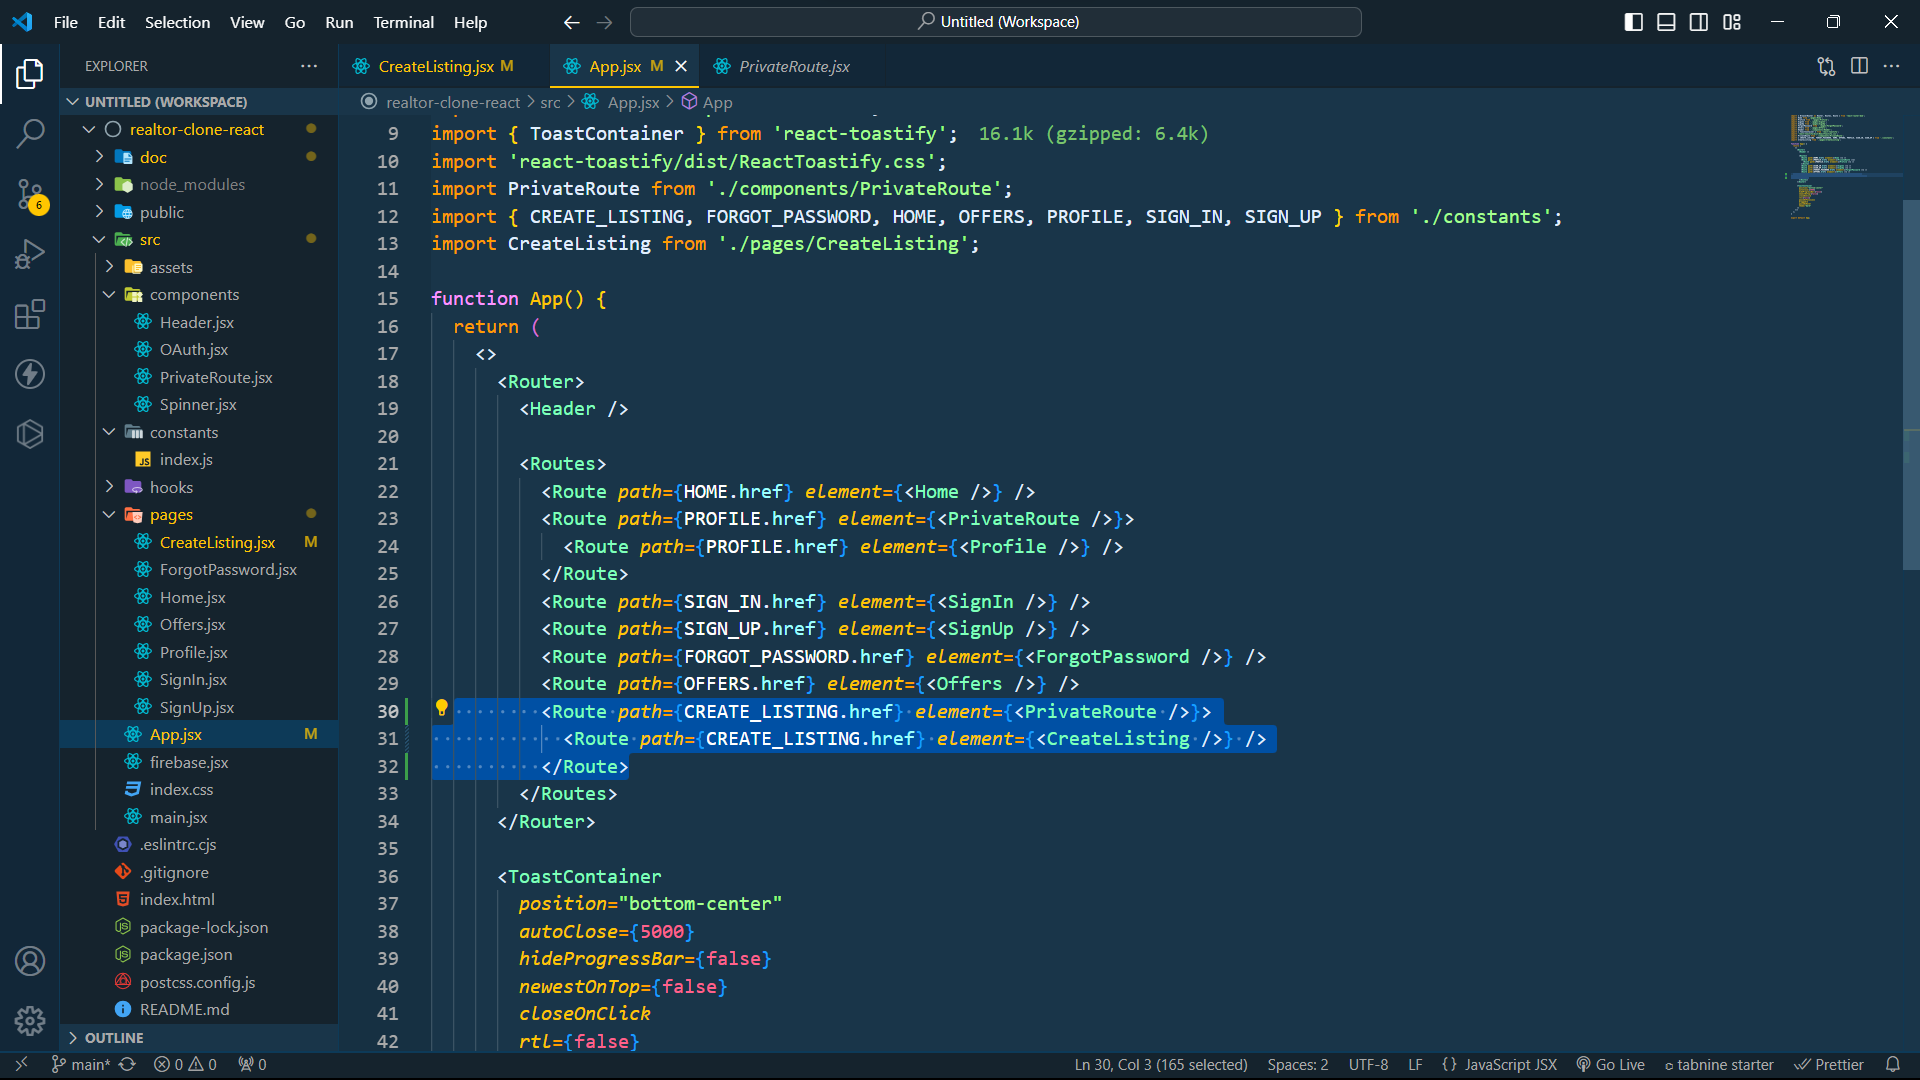 File Edit Selection View Go Run Terminal Help
Untitled (Workspace)
EXPLORER
UNTITLED (WORKSPACE)
realtor-clone-react
doc
node_modules
public
src
assets
components
Header.jsx
OAuth.jsx
PrivateRoute.jsx
Spinner.jsx
constants
index.js
hooks
pages
CreateListing.jsx M
ForgotPassword.jsx
Home.jsx
Offers.jsx
Profile.jsx
SignIn.jsx
SignUp.jsx
App.jsx M
firebase.jsx
index.css
main.jsx
.eslintrc.cjs
.gitignore
index.html
package-lock.json
package.json
postcss.config.js
README.md
OUTLINE
6
CreateListing.jsx M
App.jsx M
PrivateRoute.jsx
realtor-clone-react > src > App.jsx > App
9 import { ToastContainer } from 'react-toastify'; 16.1k (gzipped: 6.4k)
10 import 'react-toastify/dist/ReactToastify.css';
11 import PrivateRoute from './components/PrivateRoute';
12 import { CREATE_LISTING, FORGOT_PASSWORD, HOME, OFFERS, PROFILE, SIGN_IN, SIGN_UP } from './constants';
13 import CreateListing from './pages/CreateListing';
14
15 function App() {
16 return (
17 <>
18 <Router>
19 <Header />
20
21 <Routes>
22 <Route path={HOME.href} element={<Home />} />
23 <Route path={PROFILE.href} element={<PrivateRoute />}>
24 <Route path={PROFILE.href} element={<Profile />} />
25 </Route>
26 <Route path={SIGN_IN.href} element={<SignIn />} />
27 <Route path={SIGN_UP.href} element={<SignUp />} />
28 <Route path={FORGOT_PASSWORD.href} element={<ForgotPassword />} />
29 <Route path={OFFERS.href} element={<Offers />} />
30 <Route path={CREATE_LISTING.href} element={<PrivateRoute />}>
31 <Route path={CREATE_LISTING.href} element={<CreateListing />} />
32 </Route>
33 </Routes>
34 </Router>
35
36 <ToastContainer
37 position="bottom-center"
38 autoClose={5000}
39 hideProgressBar={false}
40 newestOnTop={false}
41 closeOnClick
42 rtl={false}
main* 0 0 0
Ln 30, Col 3 (165 selected) Spaces: 2 UTF-8 LF {} JavaScript JSX Go Live tabnine starter Prettier